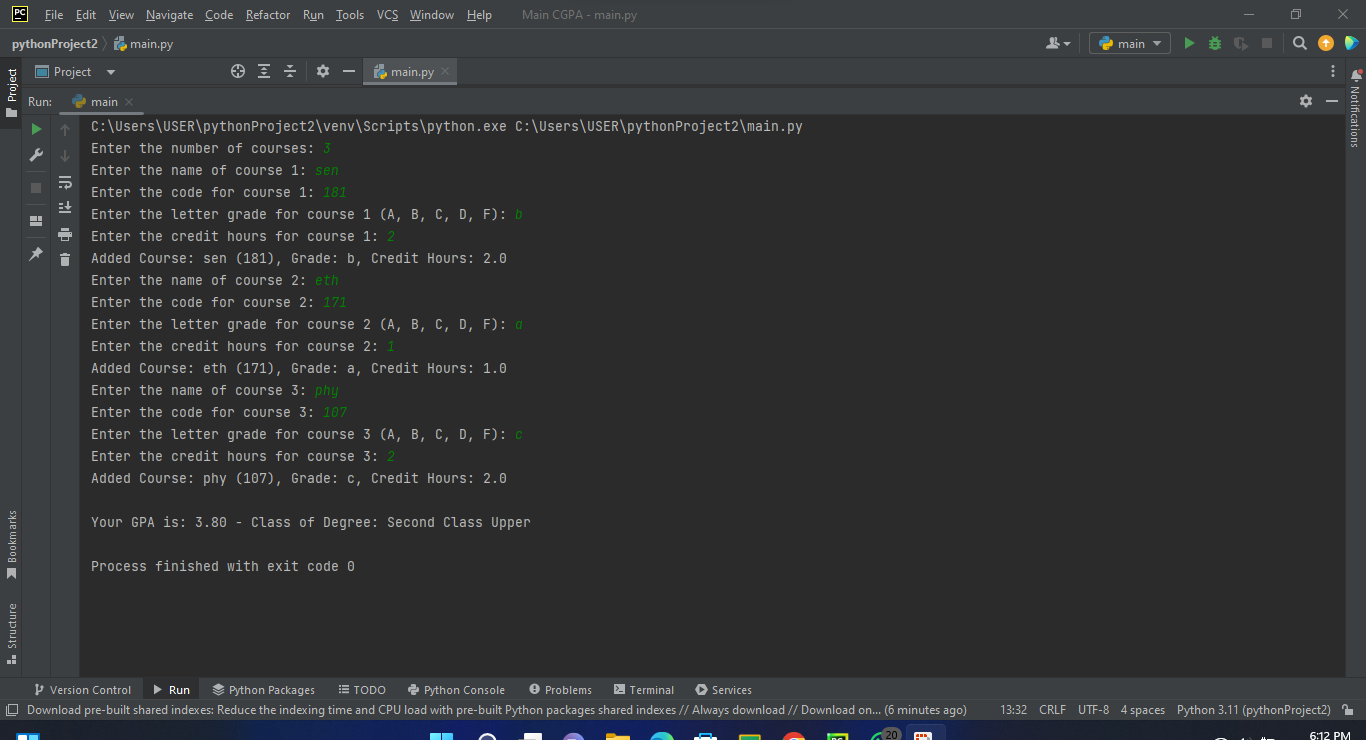 PC File Edit View Navigate Code Refactor Run Tools VCS Window Help Main CGPA - main.py
pythonProject2 main.py main
Project main.py
Run: main
Project
Notifications
Bookmarks
Structure
C:\Users\USER\pythonProject2\venv\Scripts\python.exe C:\Users\USER\pythonProject2\main.py
Enter the number of courses: 3
Enter the name of course 1: sen
Enter the code for course 1: 181
Enter the letter grade for course 1 (A, B, C, D, F): b
Enter the credit hours for course 1: 2
Added Course: sen (181), Grade: b, Credit Hours: 2.0
Enter the name of course 2: eth
Enter the code for course 2: 171
Enter the letter grade for course 2 (A, B, C, D, F): a
Enter the credit hours for course 2: 1
Added Course: eth (171), Grade: a, Credit Hours: 1.0
Enter the name of course 3: phy
Enter the code for course 3: 107
Enter the letter grade for course 3 (A, B, C, D, F): c
Enter the credit hours for course 3: 2
Added Course: phy (107), Grade: c, Credit Hours: 2.0
Your GPA is: 3.80 - Class of Degree: Second Class Upper
Process finished with exit code 0
Version Control Run Python Packages TODO Python Console Problems Terminal Services
Download pre-built shared indexes: Reduce the indexing time and CPU load with pre-built Python packages shared indexes // Always download // Download on... (6 minutes ago) 13:32 CRLF UTF-8 4 spaces Python 3.11 (pythonProject2)
20 6:12 PM